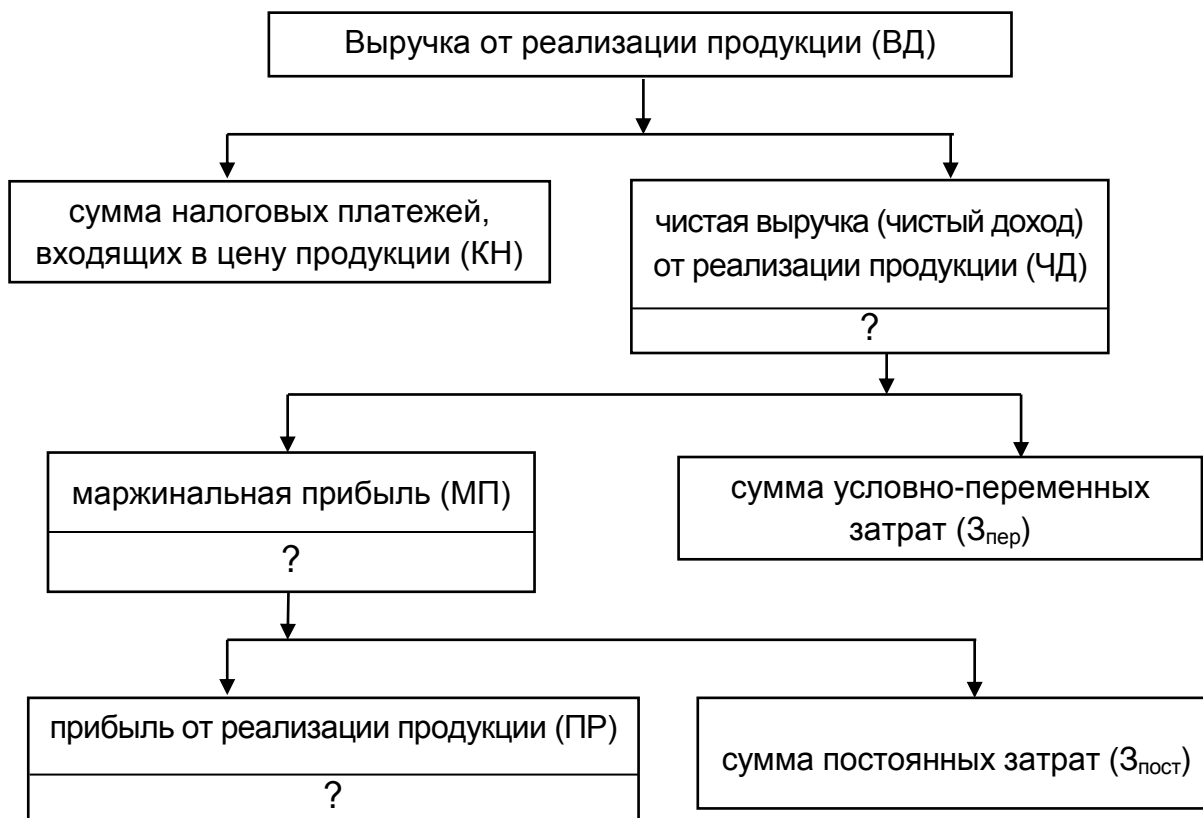 Выручка от реализации продукции (ВД)
сумма налоговых платежей,
входящих в цену продукции (КН)
чистая выручка (чистый доход)
от реализации продукции (ЧД)
?
маржинальная прибыль (МП)
?
сумма условно-переменных
затрат (Зпер)
прибыль от реализации продукции (ПР)
?
сумма постоянных затрат (Зпост)